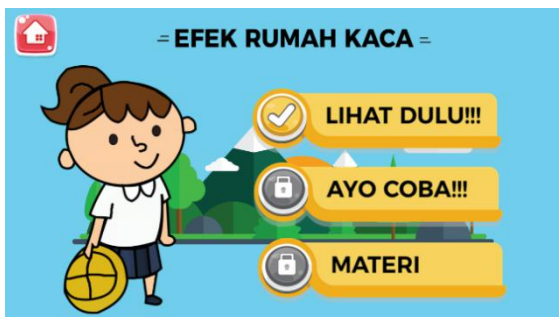 EFEK RUMAH KACA
LIHAT DULU!!!
AYO COBA!!!
MATERI